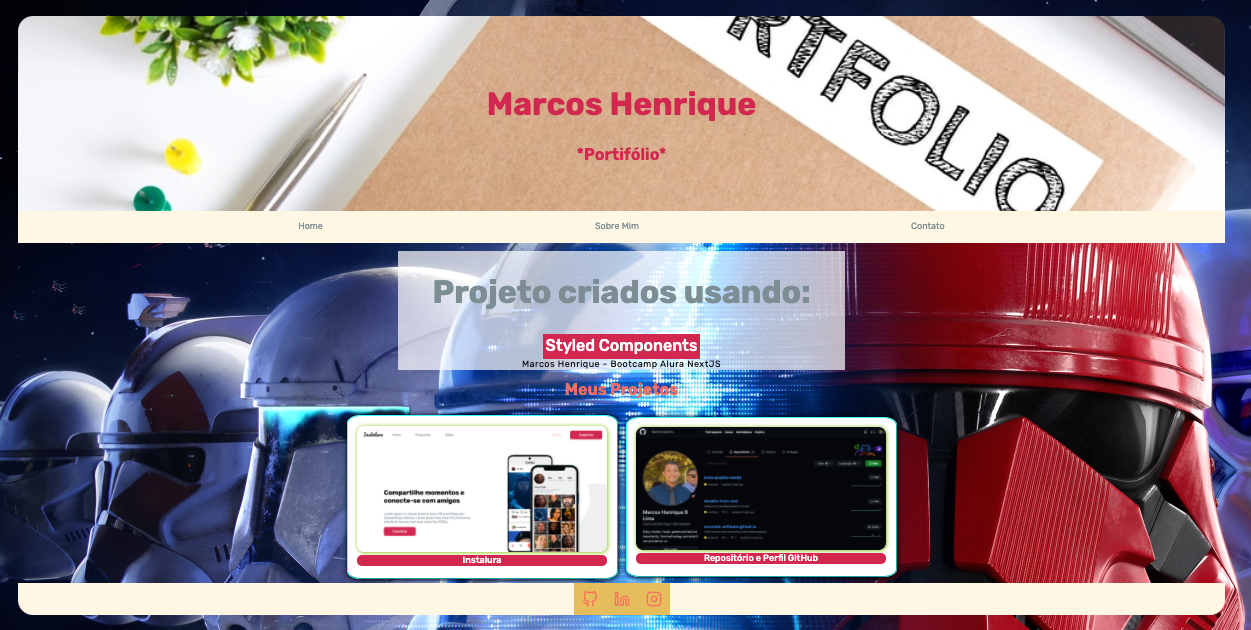 RTFOLIO
Marcos Henrique
*Portifólio*
Home Sobre Mim Contato
Projeto criados usando:
Styled Components
Marcos Henrique - Bootcamp Alura NextJS
Meus Projetos
Instalura
Compartilhe momentos e
conecte-se com amigos
Instalura
Marcos Henrique B
Lima
Repositório e Perfil GitHub